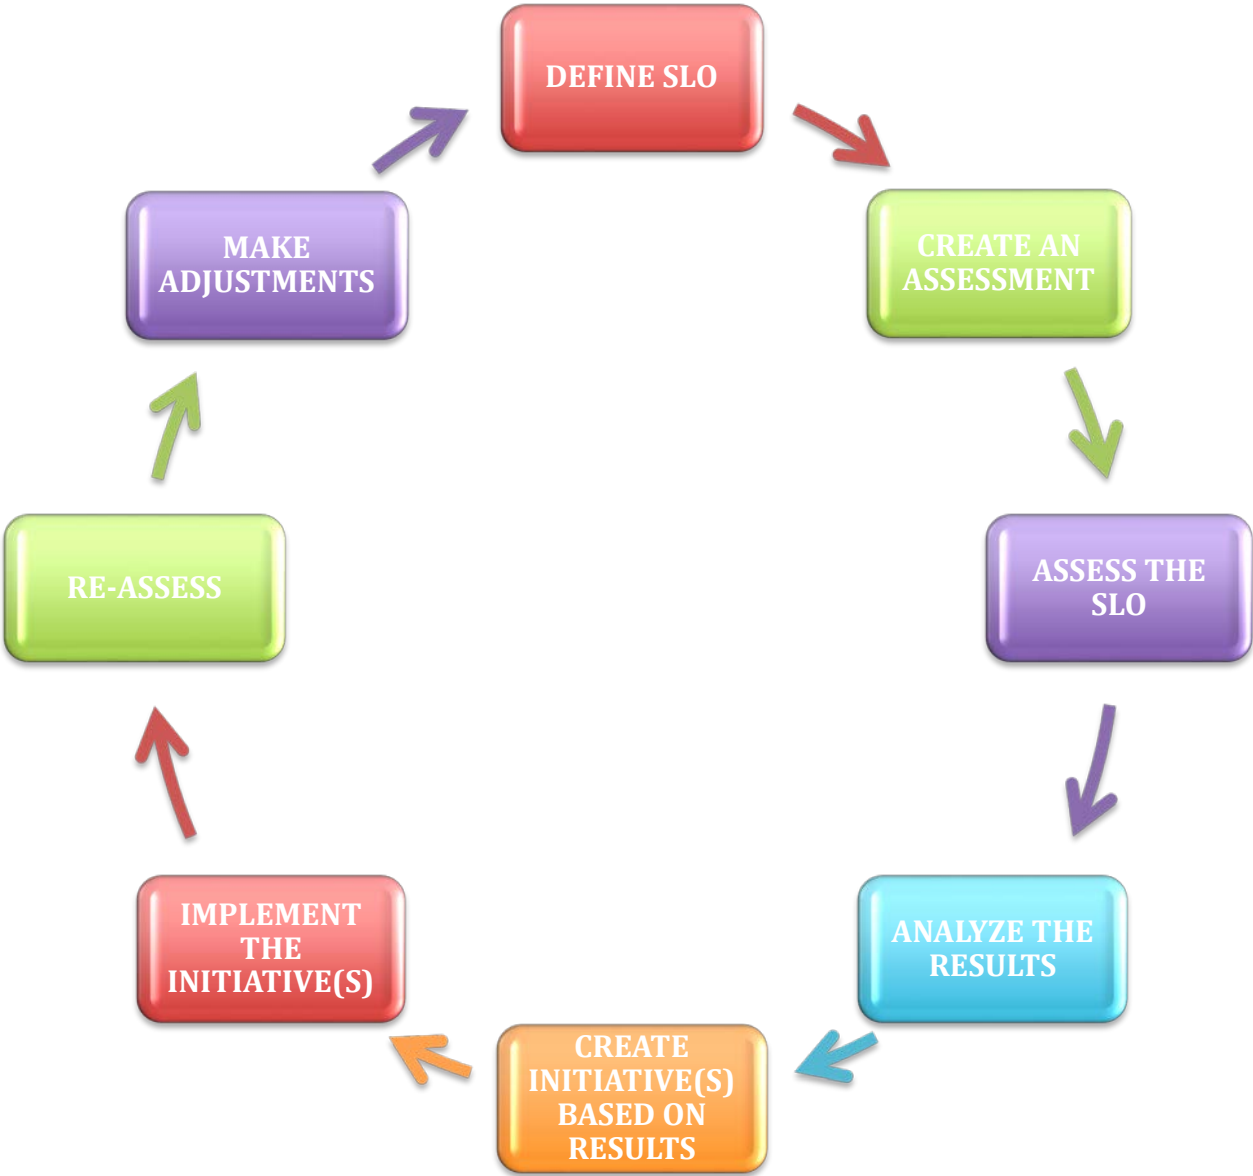 DEFINE SLO
CREATE AN
ASSESSMENT
ASSESS THE
SLO
ANALYZE THE
RESULTS
CREATE
INITIATIVE(S)
BASED ON
RESULTS
IMPLEMENT
THE
INITIATIVE(S)
RE-ASSESS
MAKE
ADJUSTMENTS